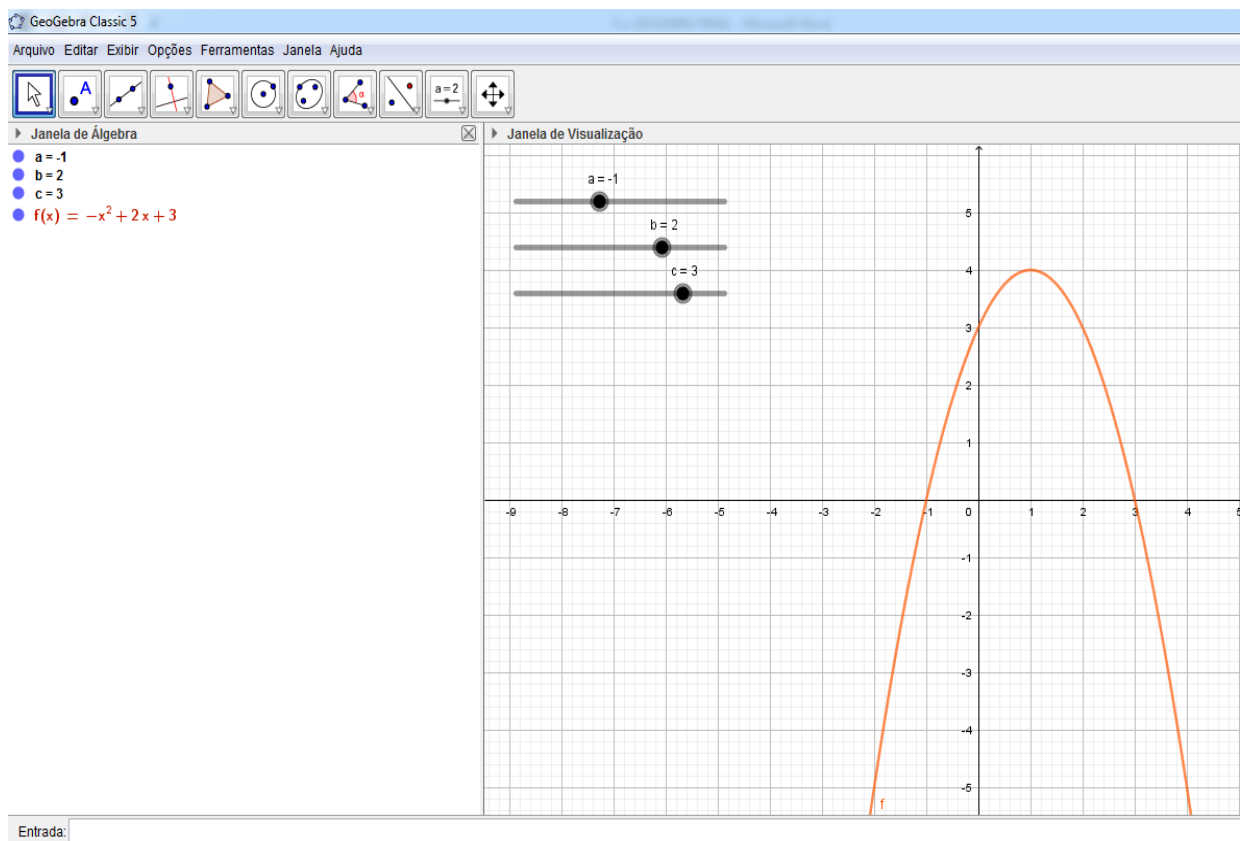 GeoGebra Classic 5
Arquivo Editar Exibir Opções Ferramentas Janela Ajuda
A
α
a=2
Janela de Álgebra
Janela de Visualização
a = -1
b = 2
c = 3
f(x) = −x² + 2x + 3
a = -1
b = 2
c = 3
5
4
3
2
1
-9 -8 -7 -6 -5 -4 -3 -2 -1 0 1 2 3 4 5
-1
-2
-3
-4
-5
f
Entrada: